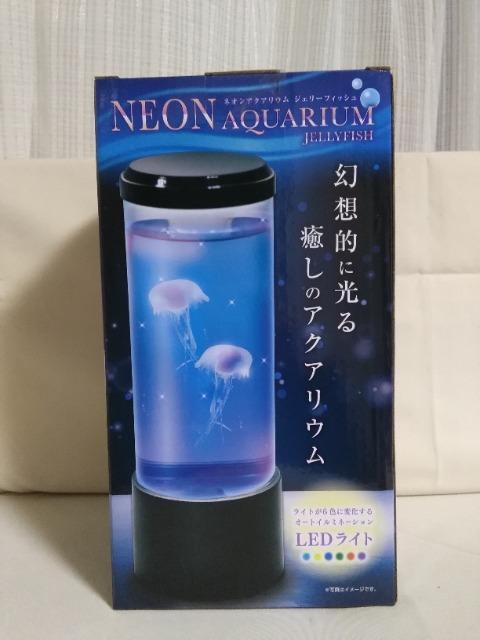 ネオンアクアリウム ジェリーフィッシュ
NEON AQUARIUM
JELLYFISH
幻想的に光る
癒しのアクアリウム
ライトが6色に変化する
オートイルミネーション
LEDライト
※写真はイメージです。